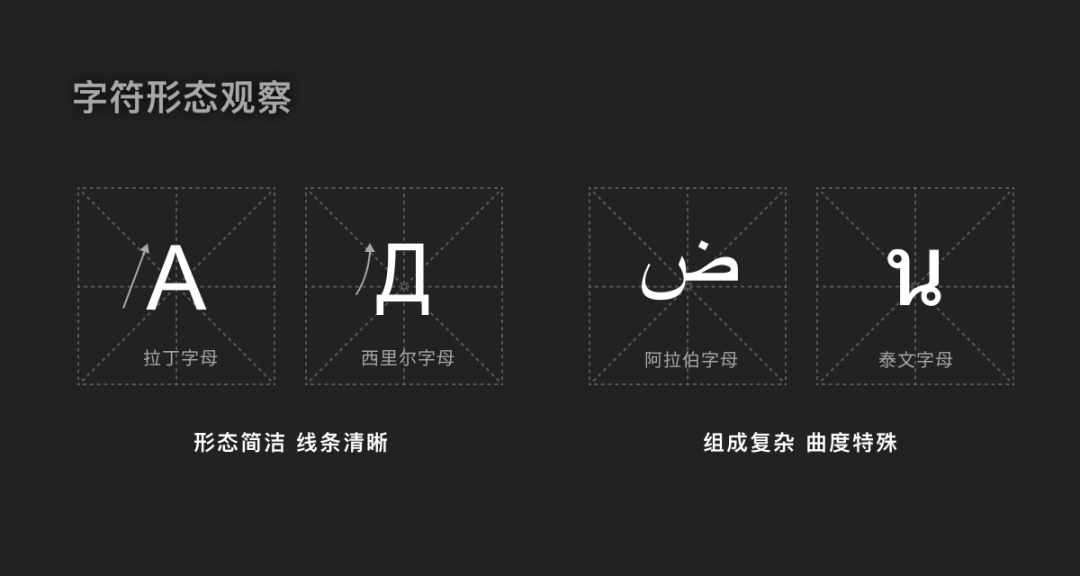 字符形态观察
A
Д
ض
น
拉丁字母
西里尔字母
阿拉伯字母
泰文字母
形态简洁 线条清晰
组成复杂 曲度特殊